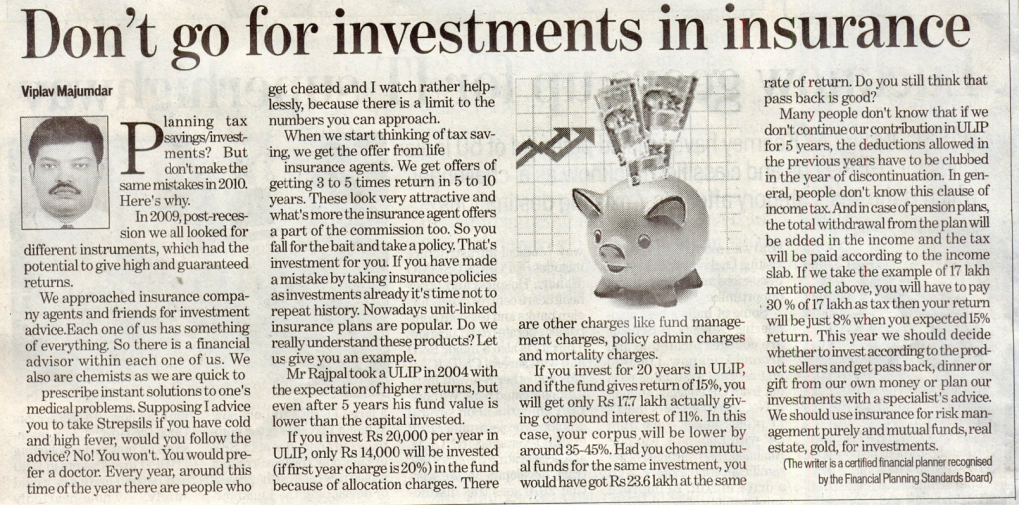 Don't go for investments in insurance
Viplav Majumdar
Planning tax
savings/invest-
ments? But
don't make the
same mistakes in 2010.
Here's why.
In 2009, post-reces-
sion we all looked for
different instruments, which had the
potential to give high and guaranteed
returns.
We approached insurance compa-
ny agents and friends for investment
advice.Each one of us has something
of everything. So there is a financial
advisor within each one of us. We
also are chemists as we are quick to
prescribe instant solutions to one's
medical problems. Supposing I advice
you to take Strepsils if you have cold
and high fever, would you follow the
advice? No! You won't. You would pre-
fer a doctor. Every year, around this
time of the year there are people who
get cheated and I watch rather help-
lessly, because there is a limit to the
numbers you can approach.
When we start thinking of tax sav-
ing, we get the offer from life
insurance agents. We get offers of
getting 3 to 5 times return in 5 to 10
years. These look very attractive and
what's more the insurance agent offers
a part of the commission too. So you
fall for the bait and take a policy. That's
investment for you. If you have made
a mistake by taking insurance policies
as investments already it's time not to
repeat history. Nowadays unit-linked
insurance plans are popular. Do we
really understand these products? Let
us give you an example.
Mr Rajpal took a ULIP in 2004 with
the expectation of higher returns, but
even after 5 years his fund value is
lower than the capital invested.
If you invest Rs 20,000 per year in
ULIP, only Rs 14,000 will be invested
(if first year charge is 20%) in the fund
because of allocation charges. There
are other charges like fund manage-
ment charges, policy admin charges
and mortality charges.
If you invest for 20 years in ULIP,
and if the fund gives return of 15%, you
will get only Rs 17.7 lakh actually giv-
ing compound interest of 11%. In this
case, your corpus will be lower by
around 35-45%. Had you chosen mutu-
al funds for the same investment, you
would have got Rs 23.6 lakh at the same
rate of return. Do you still think that
pass back is good?
Many people don't know that if we
don't continue our contribution in ULIP
for 5 years, the deductions allowed in
the previous years have to be clubbed
in the year of discontinuation. In gen-
eral, people don't know this clause of
income tax. And in case of pension plans,
the total withdrawal from the plan will
be added in the income and the tax
will be paid according to the income
slab. If we take the example of 17 lakh
mentioned above, you will have to pay
30 % of 17 lakh as tax then your return
will be just 8% when you expected 15%
return. This year we should decide
whether to invest according to the prod-
uct sellers and get pass back, dinner or
gift from our own money or plan our
investments with a specialist's advice.
We should use insurance for risk man-
agement purely and mutual funds, real
estate, gold, for investments.
(The writer is a certified financial planner recognised
by the Financial Planning Standards Board)